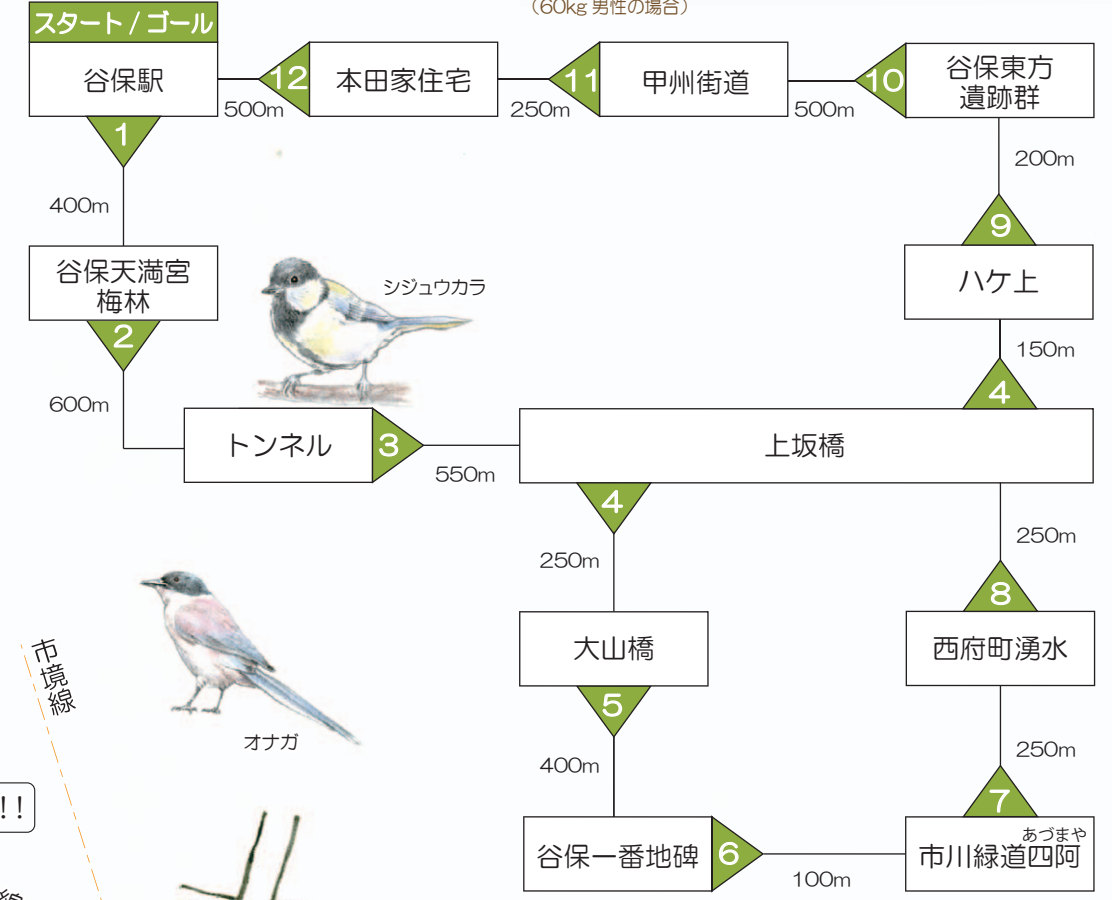 (60kg 男性の場合)
スタート / ゴール
谷保駅
12
500m
本田家住宅
11
250m
甲州街道
10
500m
谷保東方
遺跡群
1
400m
200m
9
谷保天満宮
梅林
シジュウカラ
ハケ上
2
600m
150m
4
トンネル
3
550m
上坂橋
4
250m
250m
8
大山橋
西府町湧水
市境線
オナガ
5
400m
250m
7
!!
谷保一番地碑
6
100m
あづまや
市川緑道四阿